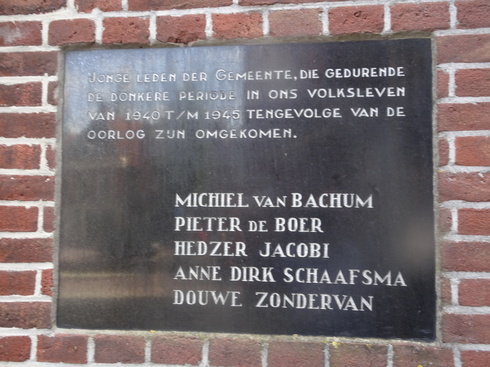 Jonge leden der Gemeente, die gedurende
de donkere periode in ons volksleven
van 1940 t/m 1945 tengevolge van de
oorlog zijn omgekomen.
MICHIEL VAN BACHUM
PIETER DE BOER
HEDZER JACOBI
ANNE DIRK SCHAAFSMA
DOUWE ZONDERVAN